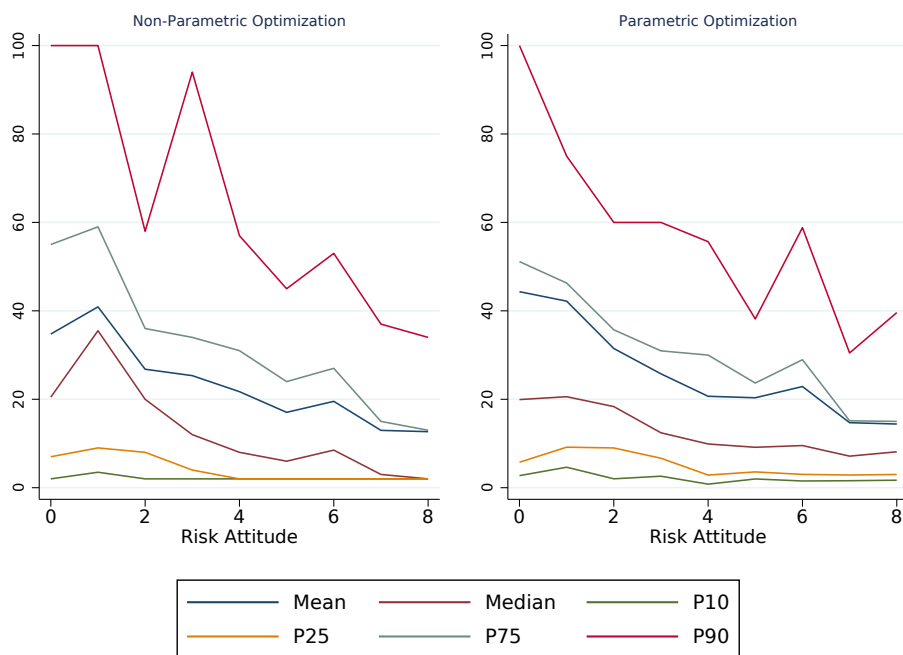 Non-Parametric Optimization
100
80
60
40
20
0
0 2 4 6 8
Risk Attitude
Parametric Optimization
100
80
60
40
20
0
0 2 4 6 8
Risk Attitude
Mean Median P10
P25 P75 P90